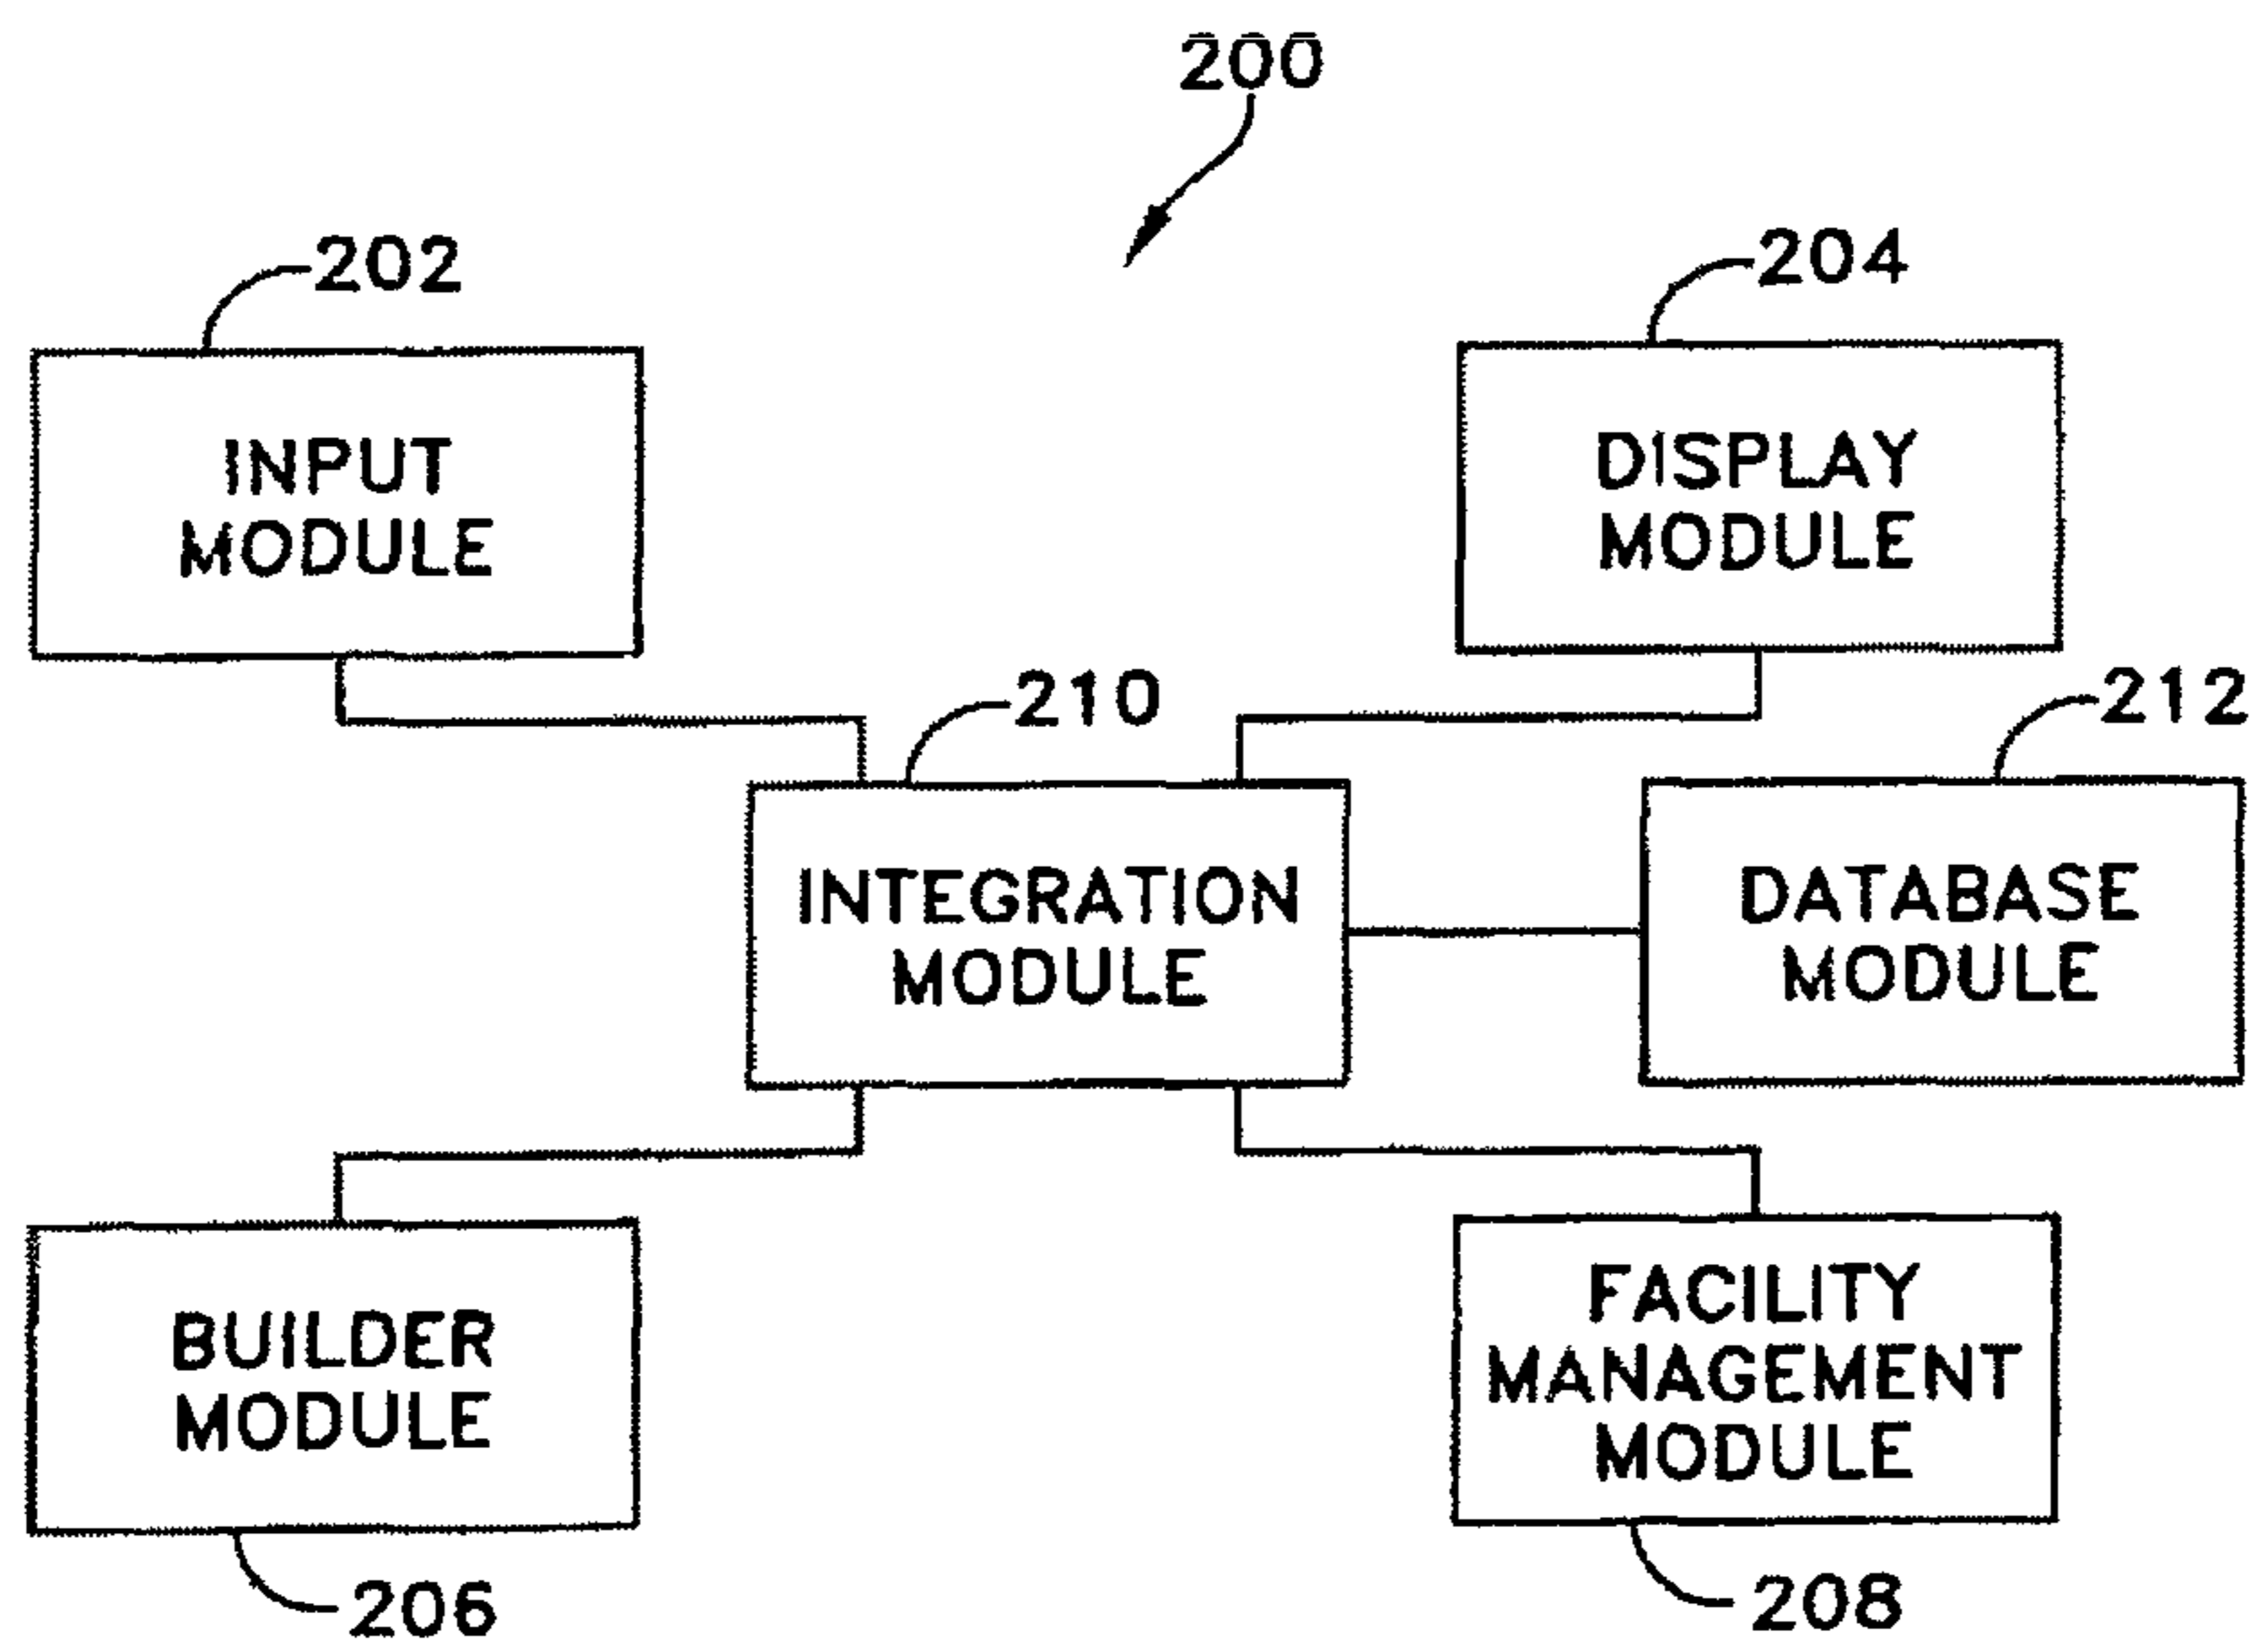 200
202
INPUT
MODULE
204
DISPLAY
MODULE
210
INTEGRATION
MODULE
212
DATABASE
MODULE
BUILDER
MODULE
206
FACILITY
MANAGEMENT
MODULE
208